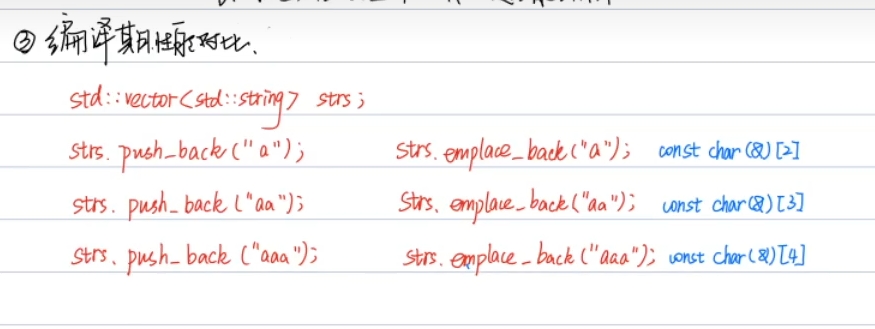 ③ 编译期性能对比、
std::vector<std::string> strs;
strs. push_back("a"); strs. emplace_back("a"); const char(&)[2]
strs. push_back("aa"); strs. emplace_back("aa"); const char(&)[3]
strs. push_back ("aaa"); strs. emplace_back("aaa"); const char(&)[4]